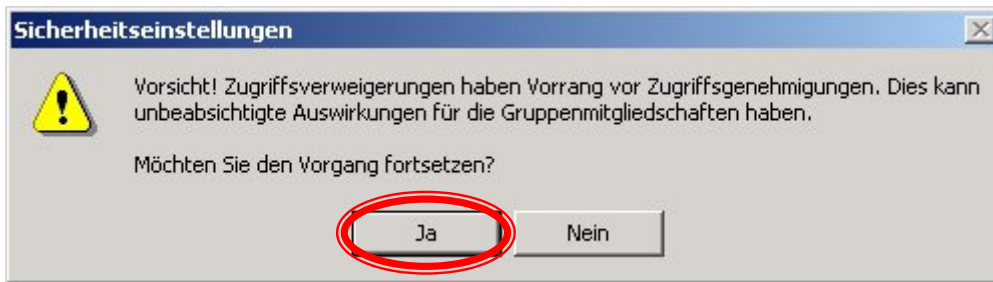 Sicherheitseinstellungen
Vorsicht! Zugriffsverweigerungen haben Vorrang vor Zugriffsgenehmigungen. Dies kann
unbeabsichtigte Auswirkungen für die Gruppenmitgliedschaften haben.
Möchten Sie den Vorgang fortsetzen?
Ja Nein